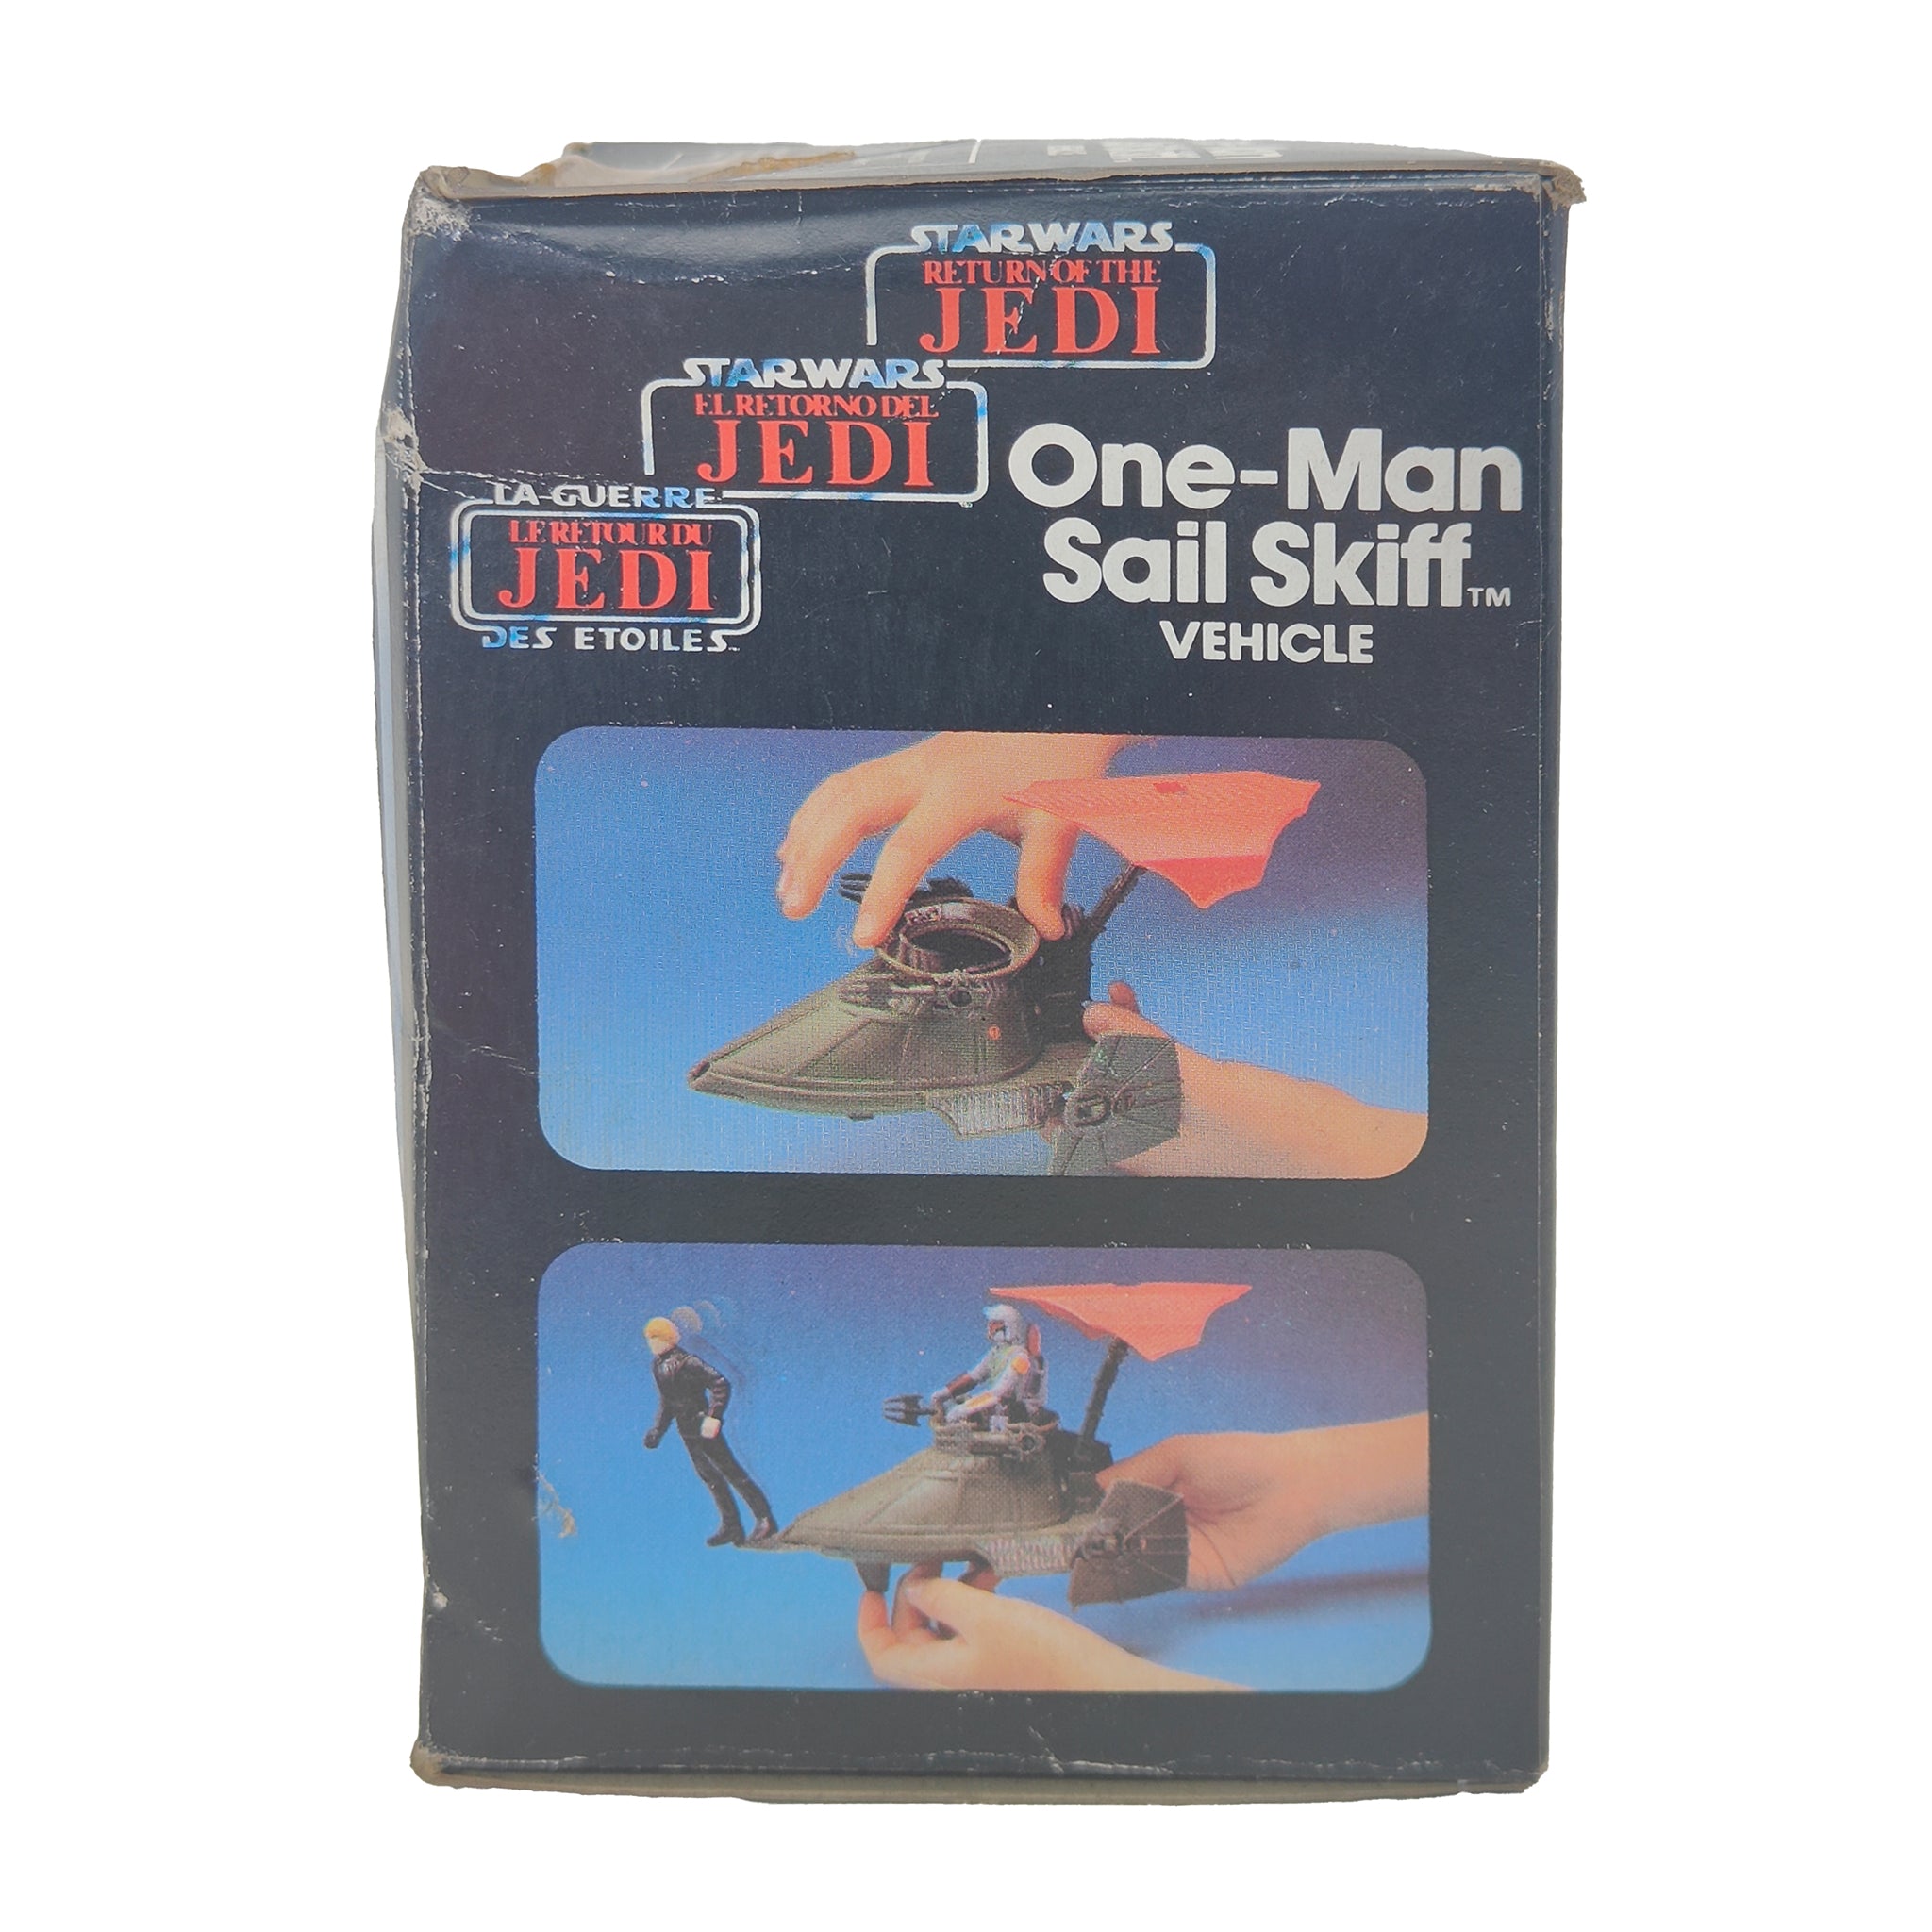 STAR WARS
RETURN OF THE
JEDI
STAR WARS
EL RETORNO DEL
JEDI
LA GUERRE
LE RETOUR DU
JEDI
DES ETOILES™
One-Man
Sail Skiff™
VEHICLE